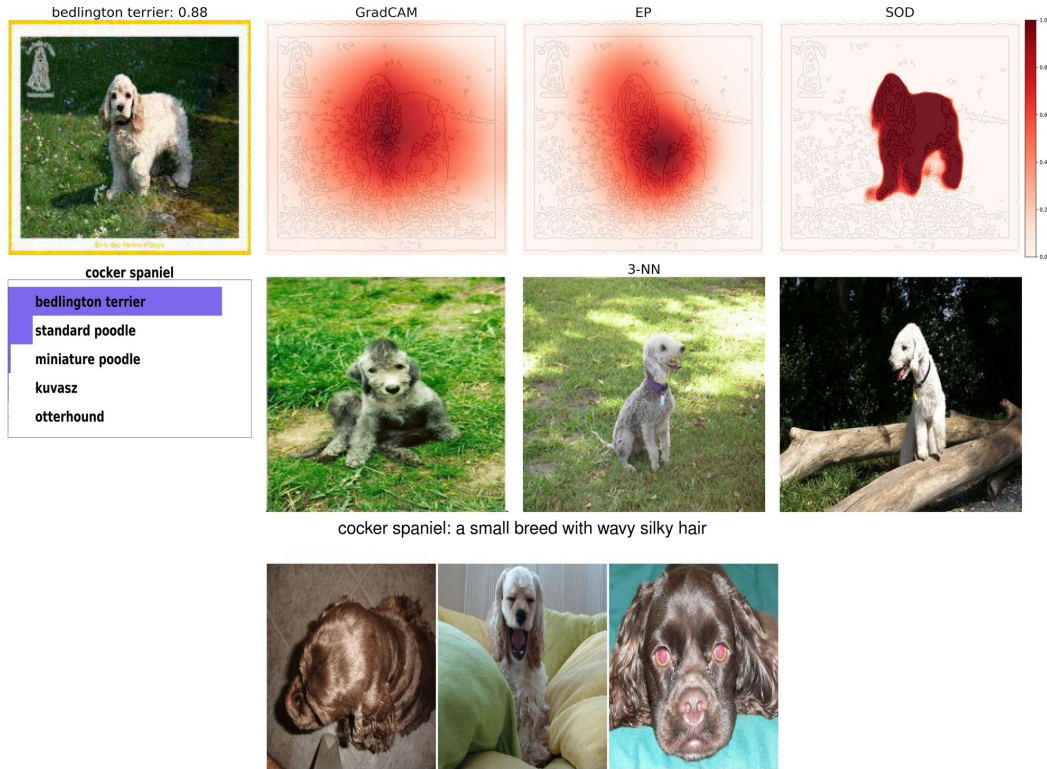 bedlington terrier: 0.88
GradCAM
EP
SOD
1.0
0.8
0.6
0.4
0.2
0.0
cocker spaniel
bedlington terrier
standard poodle
miniature poodle
kuvasz
otterhound
3-NN
cocker spaniel: a small breed with wavy silky hair